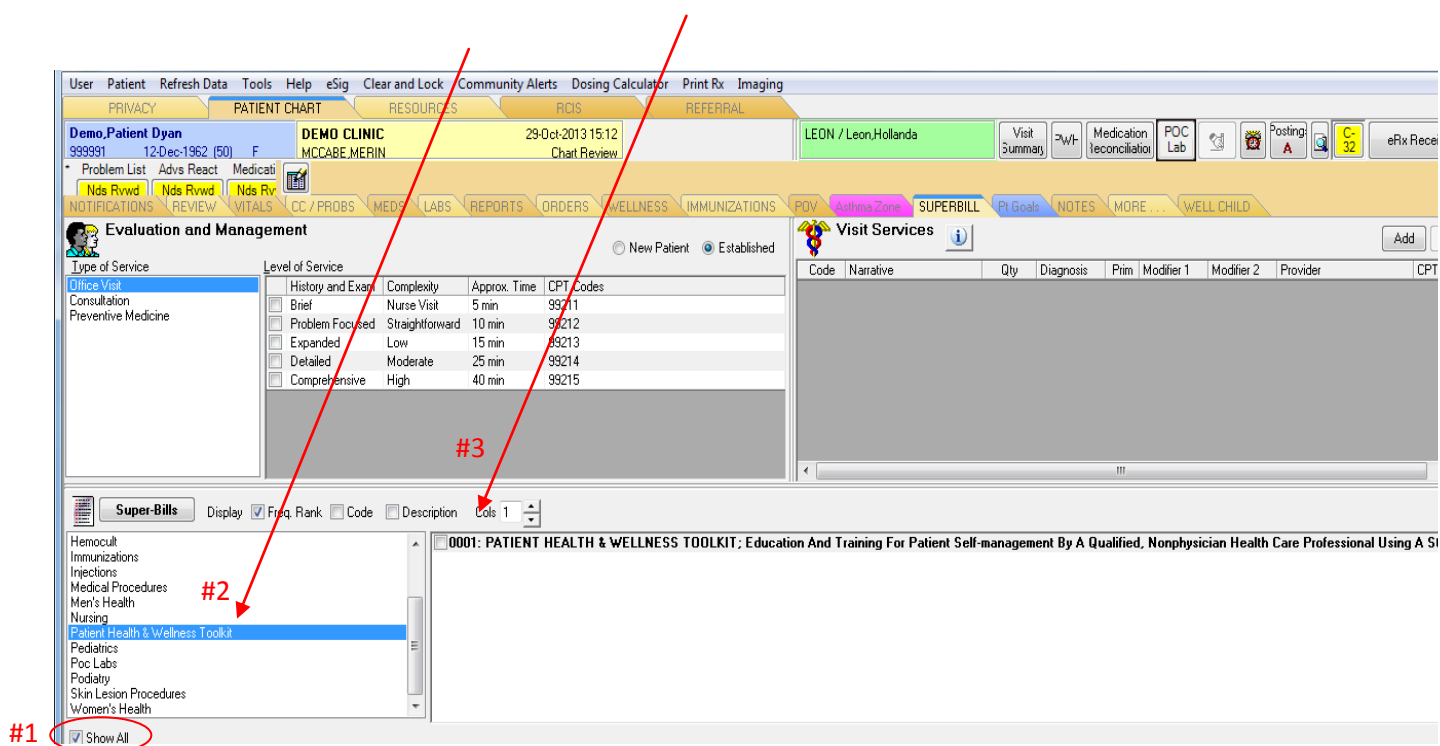 User Patient Refresh Data Tools Help eSig Clear and Lock Community Alerts Dosing Calculator Print Rx Imaging
PRIVACY PATIENT CHART RESOURCES RCIS REFERRAL
Demo,Patient Dyan DEMO CLINIC 29-Oct-2013 15:12 LEON / Leon,Hollanda
999991 12-Dec-1962 (50) F MCCABE,MERIN Chart Review
Visit Summary PWH Medication Reconciliation POC Lab Postings A C-32 eRx Recei
* Problem List Advs React Medicati
Nds Rvwd Nds Rvwd Nds Rv
NOTIFICATIONS REVIEW VITALS CC / PROBS MEDS LABS REPORTS ORDERS WELLNESS IMMUNIZATIONS POV Asthma Zone SUPERBILL Pt Goals NOTES MORE . . . WELL CHILD
Evaluation and Management
New Patient Established
Type of Service Level of Service
Office Visit
Consultation
Preventive Medicine
History and Exam Complexity Approx. Time CPT Codes
Brief Nurse Visit 5 min 99211
Problem Focused Straightforward 10 min 99212
Expanded Low 15 min 99213
Detailed Moderate 25 min 99214
Comprehensive High 40 min 99215
Visit Services Add
Code Narrative Qty Diagnosis Prim Modifier 1 Modifier 2 Provider CPT
#3
Super-Bills Display Freq. Rank Code Description Cols 1
Hemocult
Immunizations
Injections
Medical Procedures
Men's Health
Nursing
Patient Health & Wellness Toolkit
Pediatrics
Poc Labs
Podiatry
Skin Lesion Procedures
Women's Health
#2
0001: PATIENT HEALTH & WELLNESS TOOLKIT; Education And Training For Patient Self-management By A Qualified, Nonphysician Health Care Professional Using A S
#1 Show All